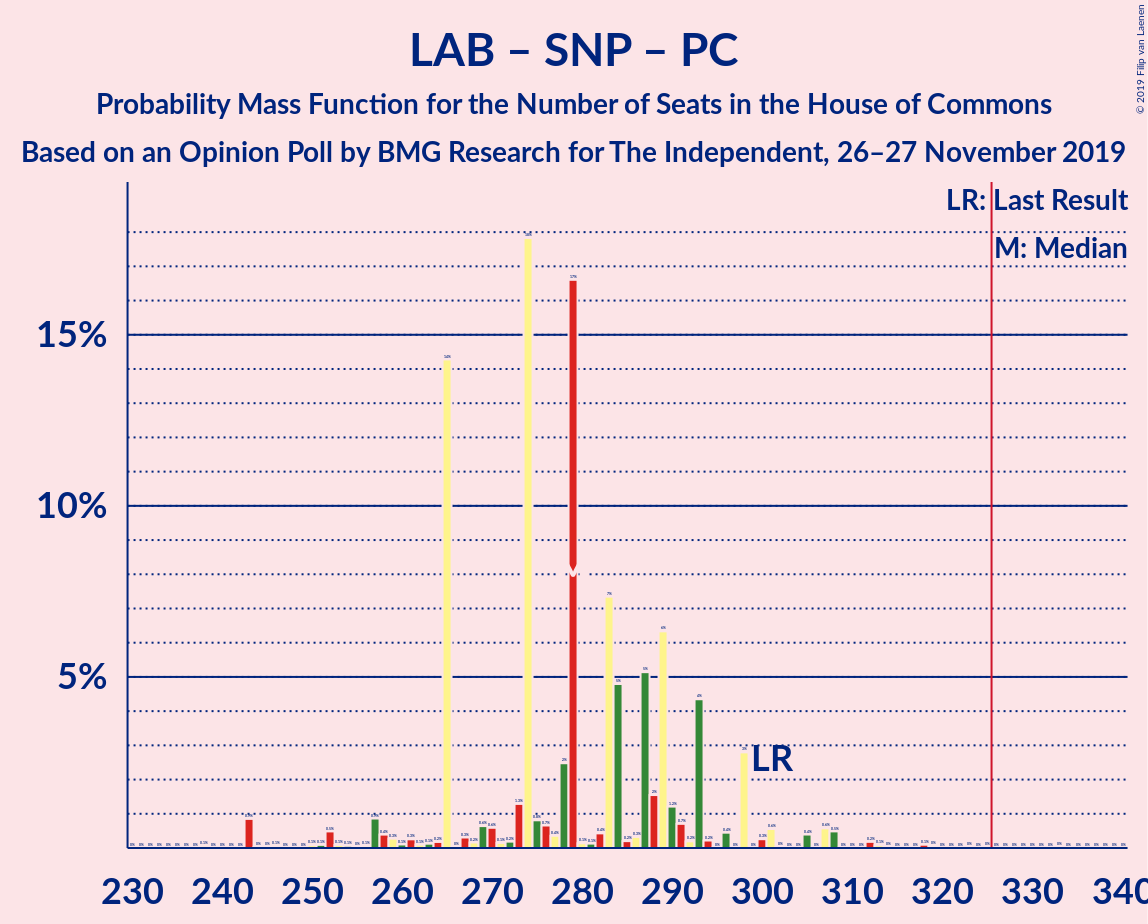 LAB – SNP – PC
Probability Mass Function for the Number of Seats in the House of Commons
Based on an Opinion Poll by BMG Research for The Independent, 26–27 November 2019
© 2019 Filip van Laenen
LR: Last Result
M: Median
15%
10%
5%
LR
230 240 250 260 270 280 290 300 310 320 330 340